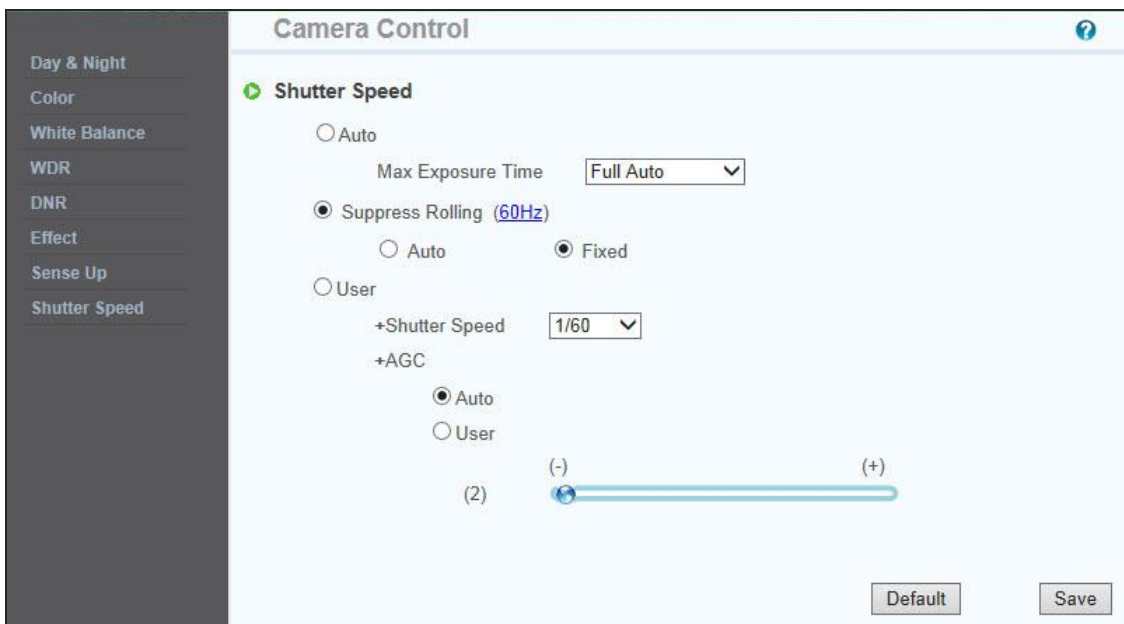 Camera Control
?
Day & Night
Color
White Balance
WDR
DNR
Effect
Sense Up
Shutter Speed
Shutter Speed
Auto
Max Exposure Time Full Auto
Suppress Rolling (60Hz)
Auto Fixed
User
+Shutter Speed 1/60
+AGC
Auto
User
(-) (+)
(2)
Default Save